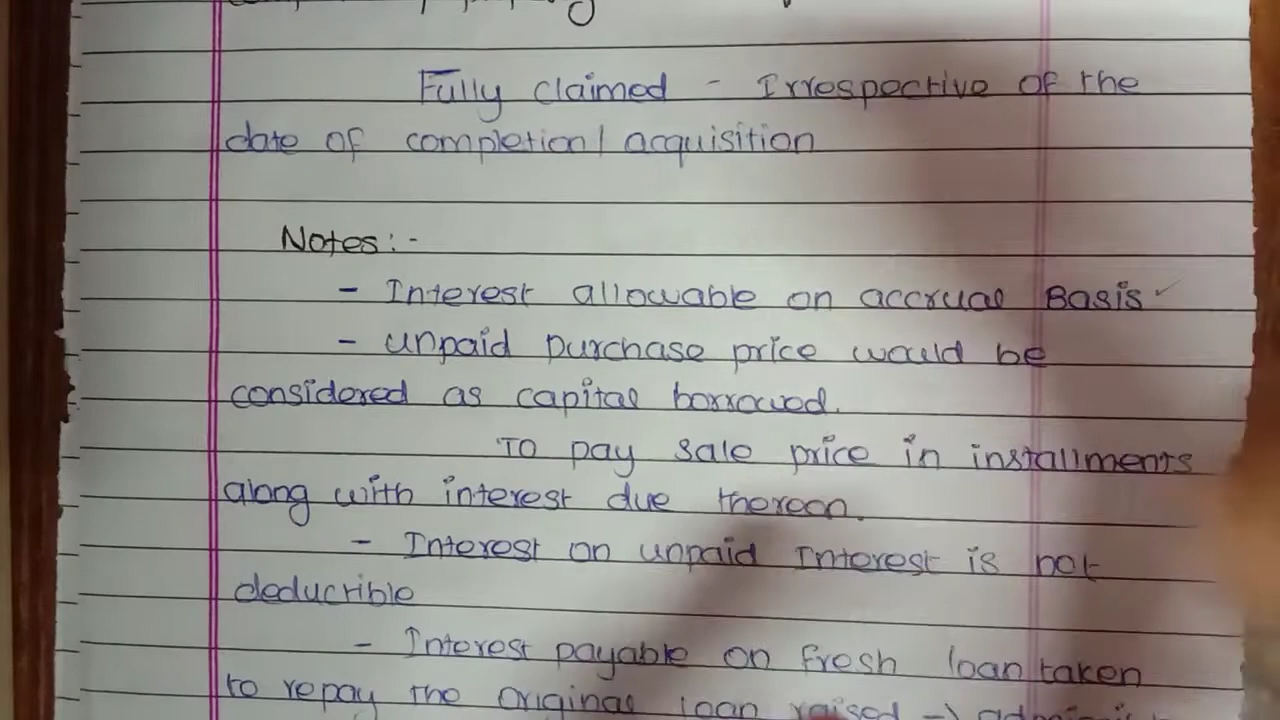 Fully claimed - Irrespective of the
date of completion/ acquisition
Notes:-
- Interest allowable on accrual Basis ✓
- unpaid purchase price would be
considered as capital borrowed.
To pay sale price in installments
along with interest due thereon.
- Interest on unpaid Interest is not
deductible
- Interest payable on fresh loan taken
to repay the original loan raised →